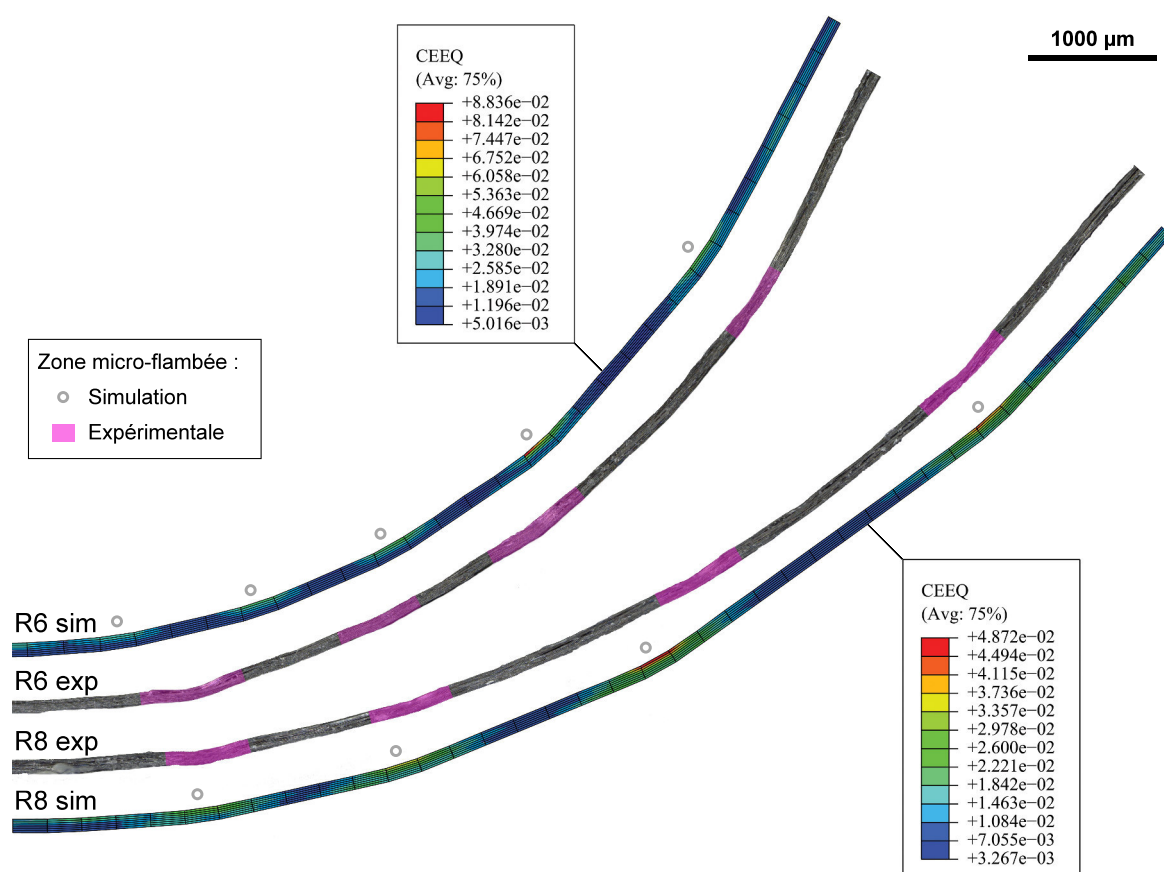 1000 µm
CEEQ
(Avg: 75%)
+8.836e−02
+8.142e−02
+7.447e−02
+6.752e−02
+6.058e−02
+5.363e−02
+4.669e−02
+3.974e−02
+3.280e−02
+2.585e−02
+1.891e−02
+1.196e−02
+5.016e−03
Zone micro-flambée :
Simulation
Expérimentale
R6 sim
R6 exp
R8 exp
R8 sim
CEEQ
(Avg: 75%)
+4.872e−02
+4.494e−02
+4.115e−02
+3.736e−02
+3.357e−02
+2.978e−02
+2.600e−02
+2.221e−02
+1.842e−02
+1.463e−02
+1.084e−02
+7.055e−03
+3.267e−03